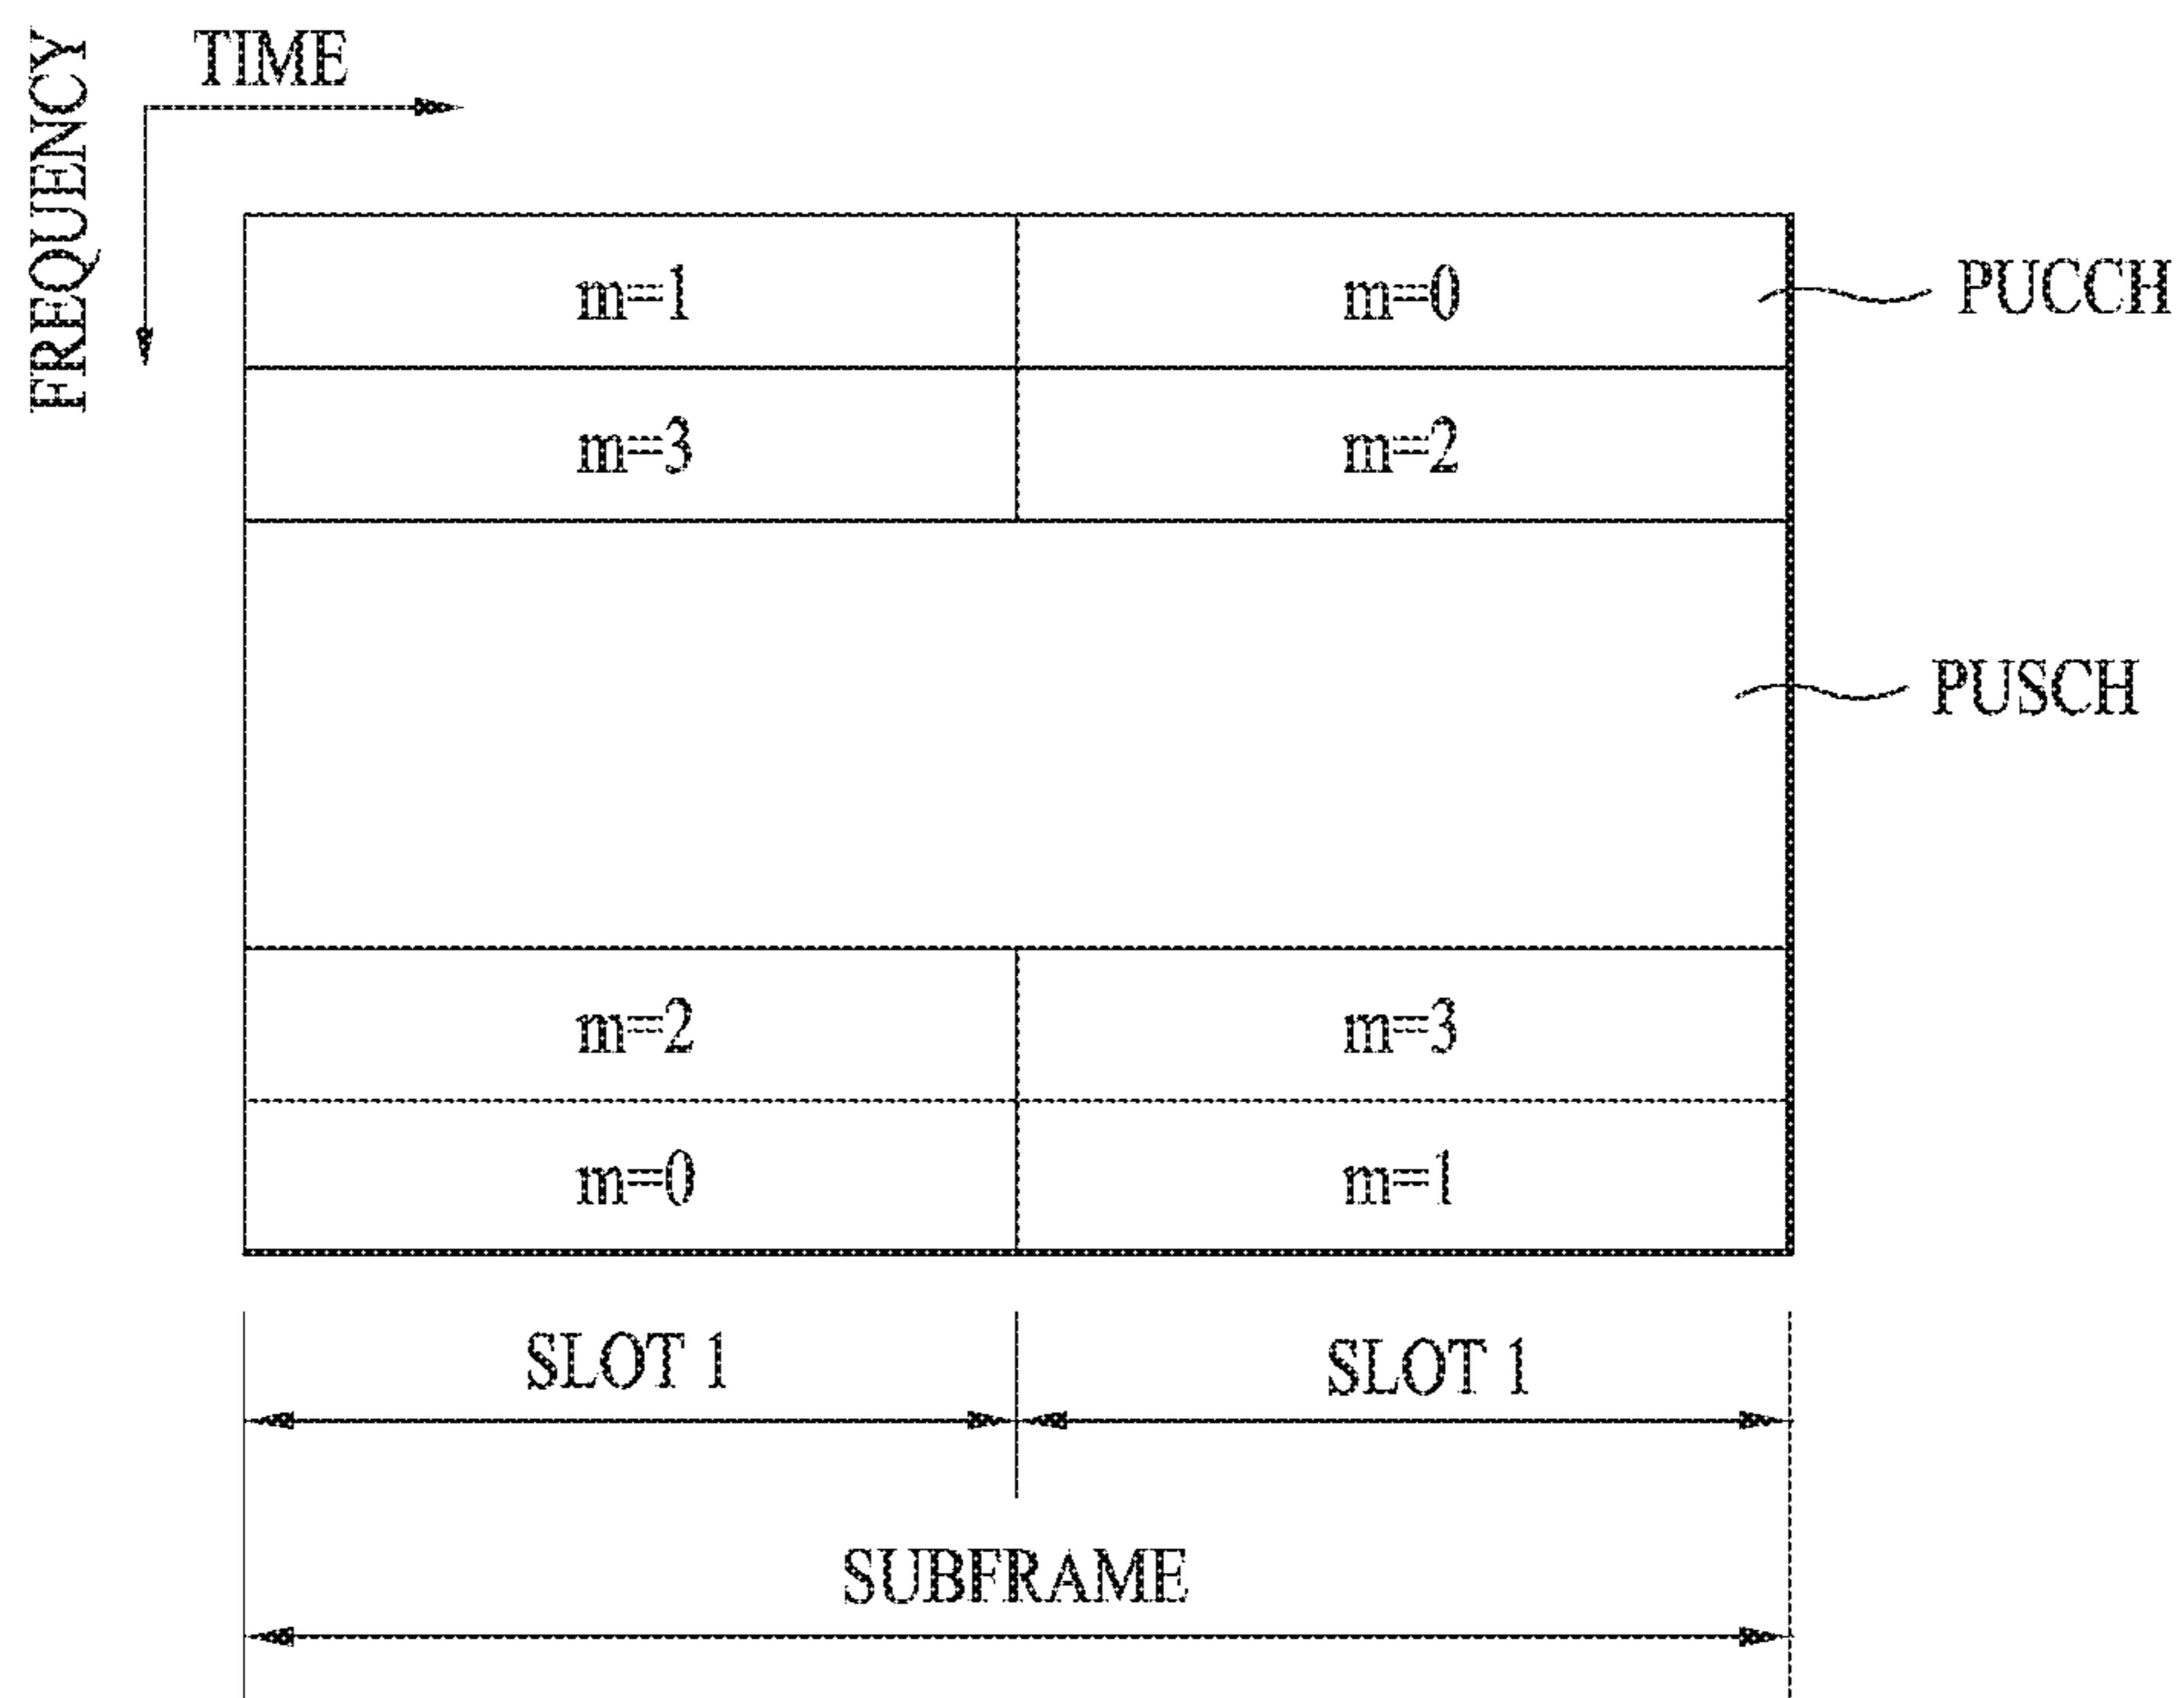 TIME
FREQUENCY
m=1
m=0
PUCCH
m=3
m=2
PUSCH
m=2
m=3
m=0
m=1
SLOT 1
SLOT 1
SUBFRAME